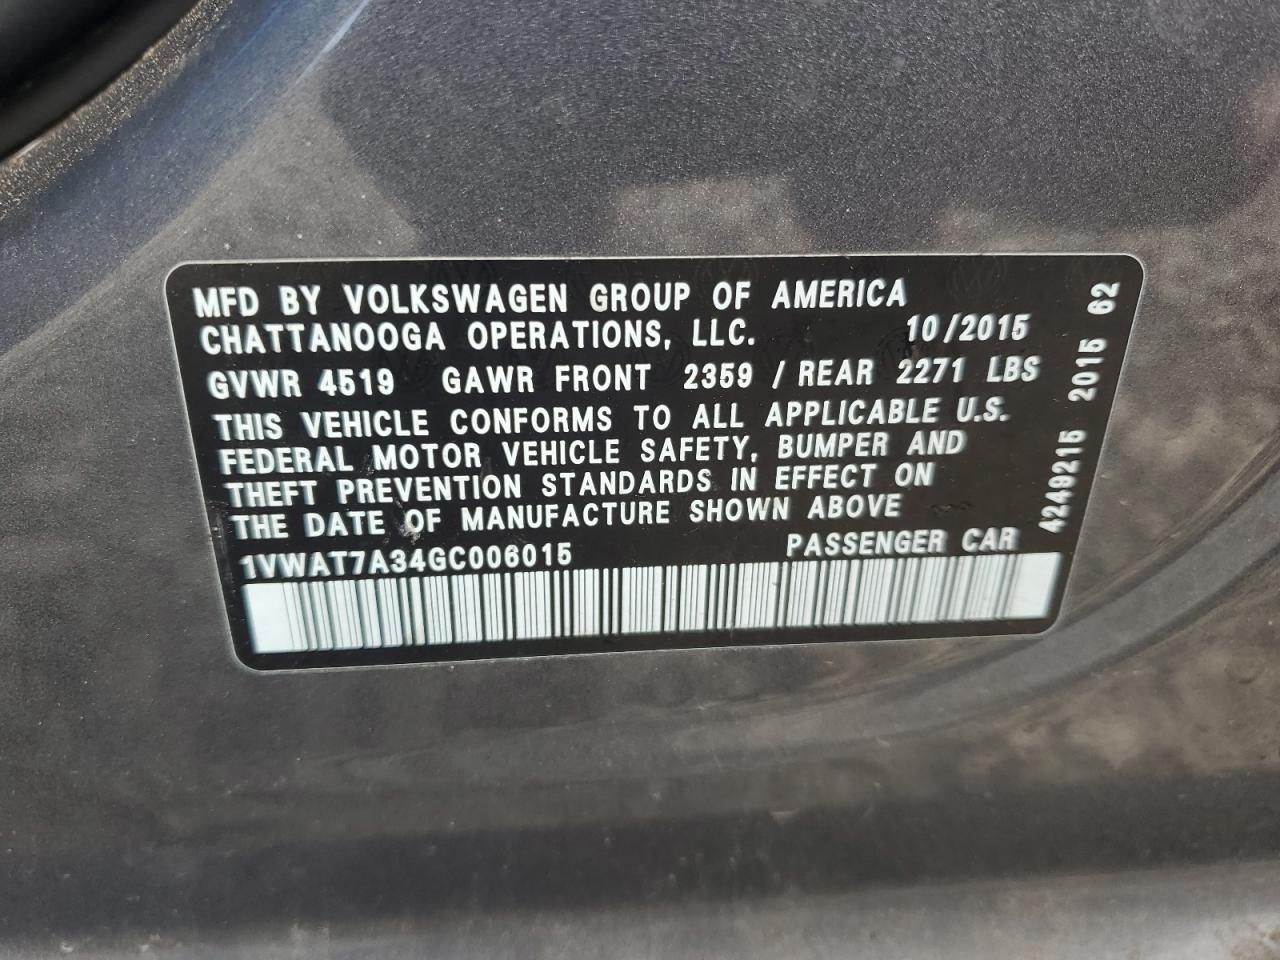 MFD BY VOLKSWAGEN GROUP OF AMERICA
CHATTANOOGA OPERATIONS, LLC. 10/2015
GVWR 4519 GAWR FRONT 2359 / REAR 2271 LBS
THIS VEHICLE CONFORMS TO ALL APPLICABLE U.S.
FEDERAL MOTOR VEHICLE SAFETY, BUMPER AND
THEFT PREVENTION STANDARDS IN EFFECT ON
THE DATE OF MANUFACTURE SHOWN ABOVE
1VWAT7A34GC006015 PASSENGER CAR
4249215 2015 62